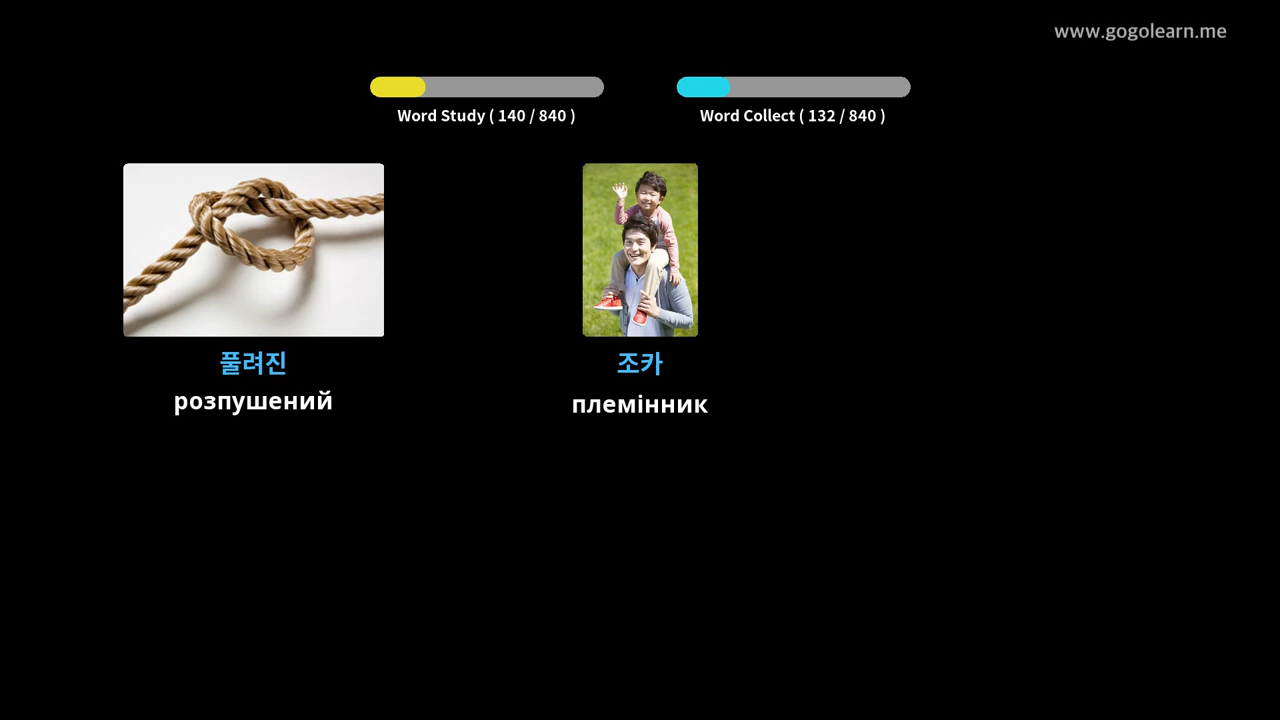 www.gogolearn.me
Word Study ( 140 / 840 )
Word Collect ( 132 / 840 )
풀려진
розпушений
조카
племінник